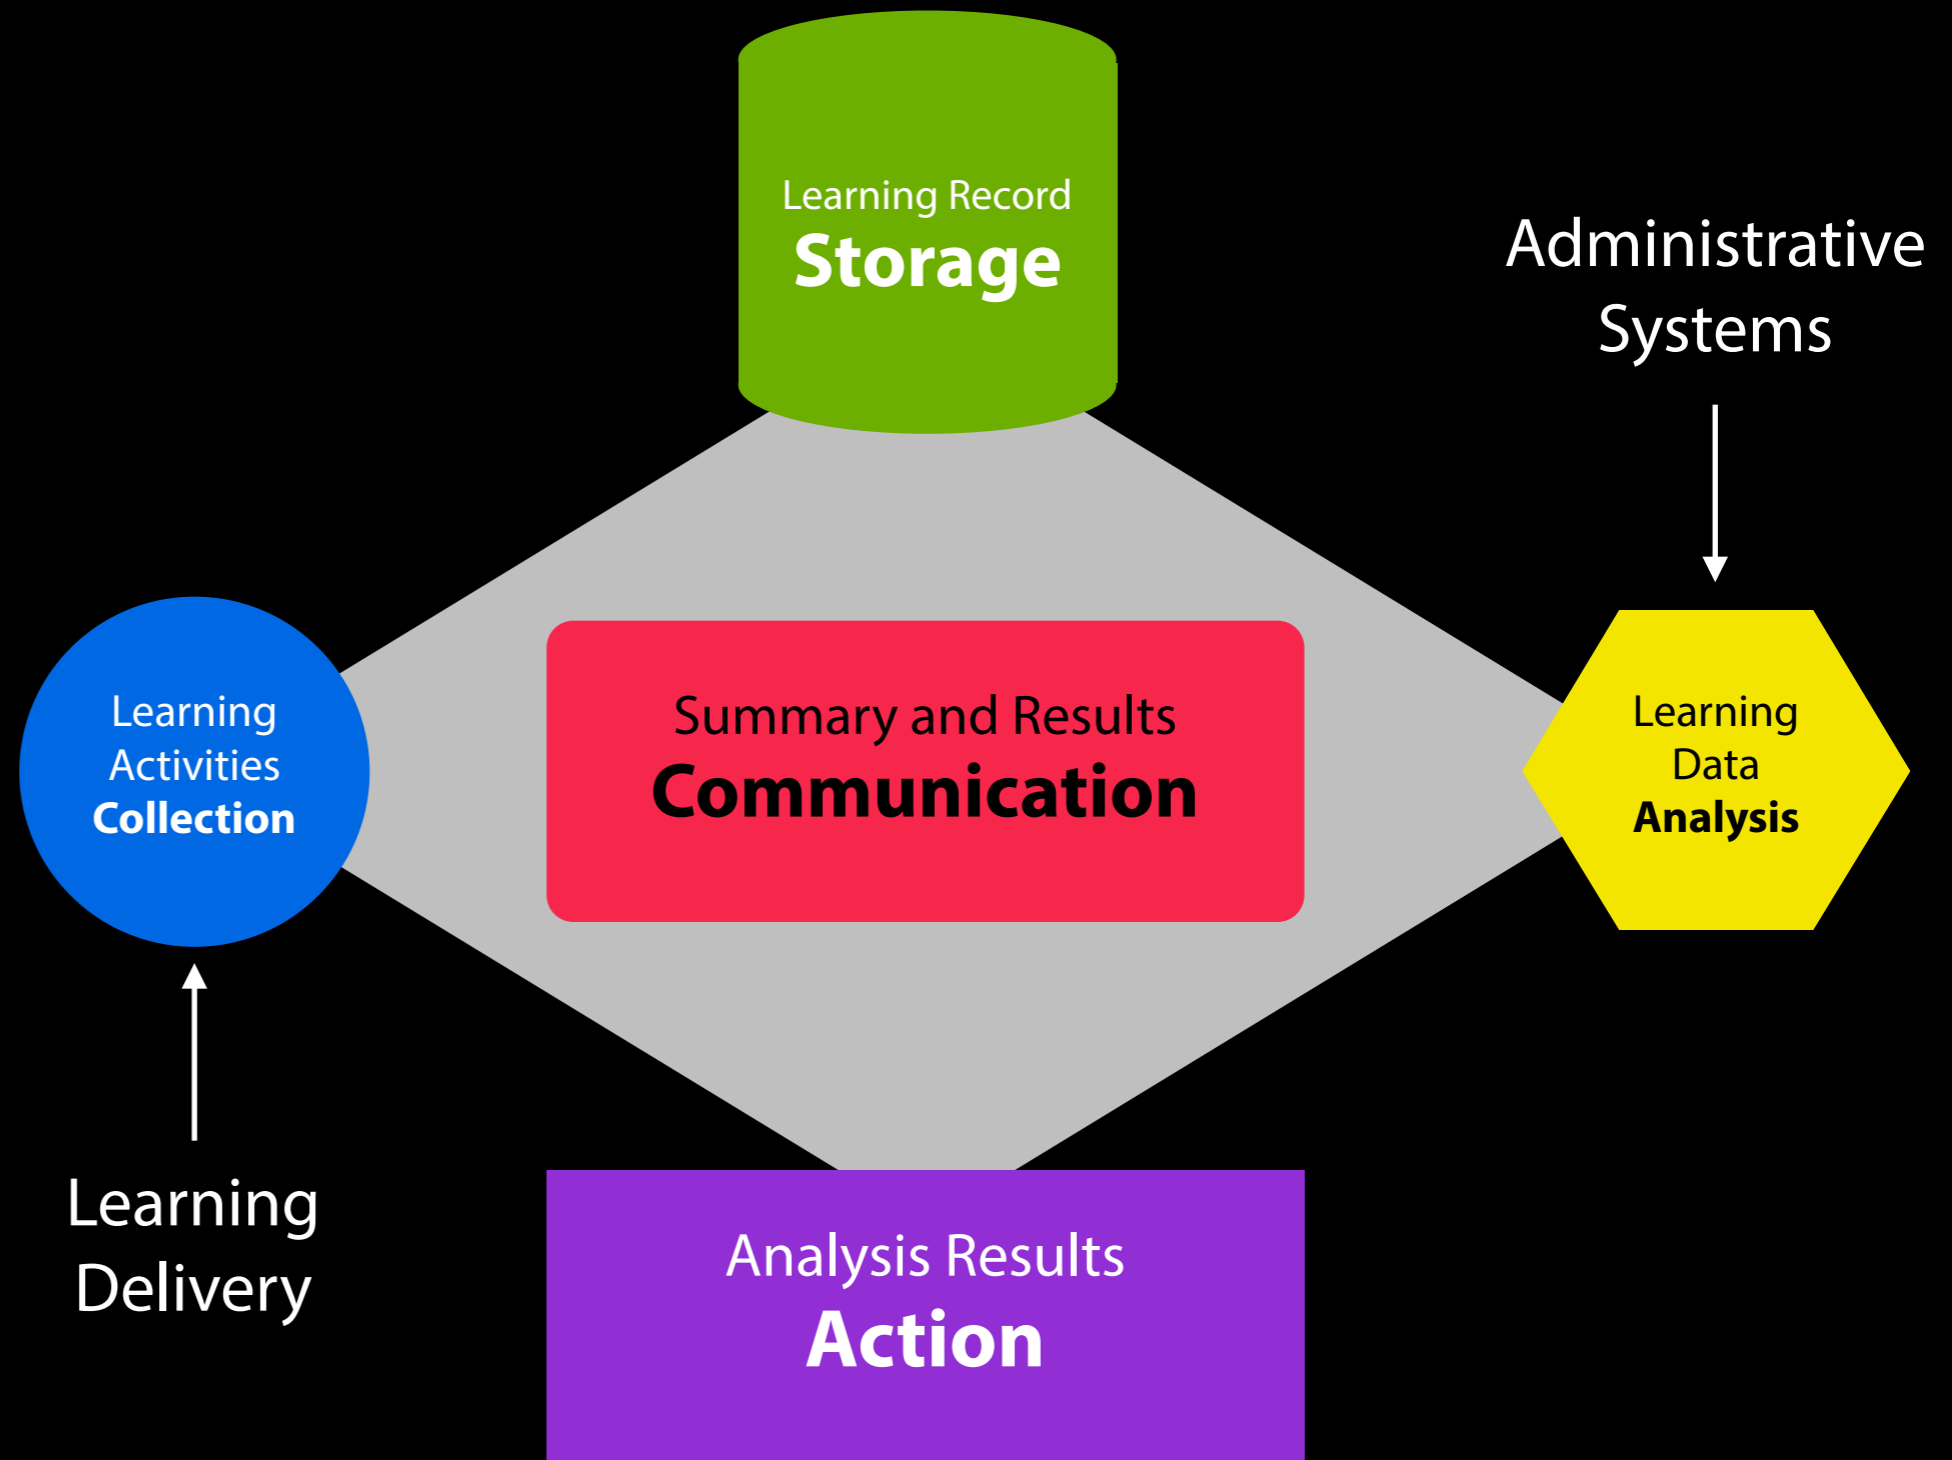 Learning Record
Storage
Administrative
Systems
Learning
Activities
Collection
Summary and Results
Communication
Learning
Data
Analysis
Learning
Delivery
Analysis Results
Action